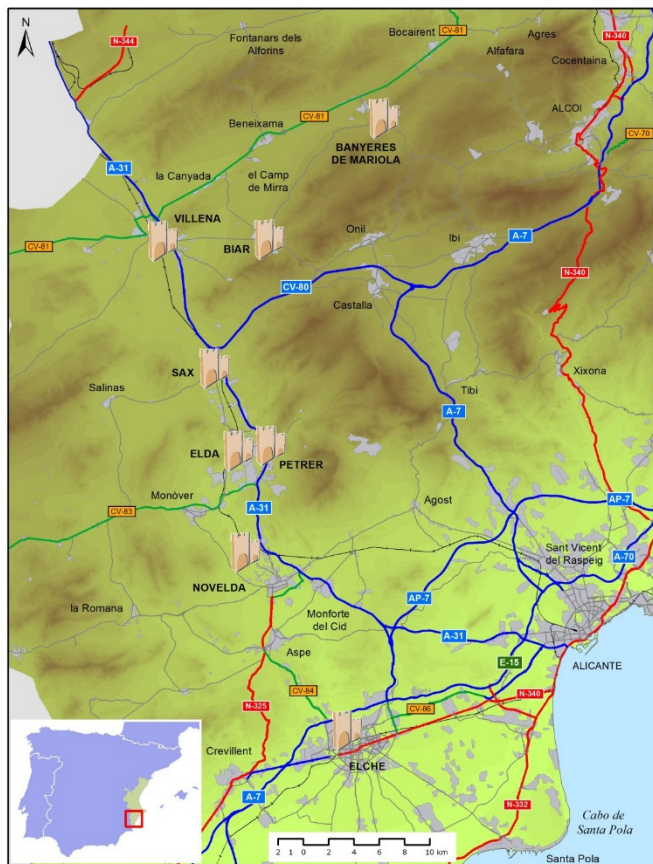 N
N-344
Fontanars dels
Alforins
Bocairent
CV-81
Agres
Alfafara
N-340
Cocentaina
ALCOI
CV-70
Beneixama
CV-81
BANYERES
DE MARIOLA
A-31
la Canyada
el Camp
de Mirra
VILLENA
BIAR
CV-81
Onil
Ibi
A-7
CV-80
Castalla
N-340
SAX
Salinas
Tibi
Xixona
A-7
ELDA
PETRER
Monòver
A-31
CV-83
Agost
AP-7
NOVELDA
Sant Vicent
del Raspeig
A-70
la Romana
Monforte
del Cid
AP-7
A-31
Aspe
E-15
ALICANTE
CV-84
N-340
N-325
CV-86
Crevillent
ELCHE
A-7
N-332
Cabo de
Santa Pola
2 1 0 2 4 6 8 10 km
Santa Pola